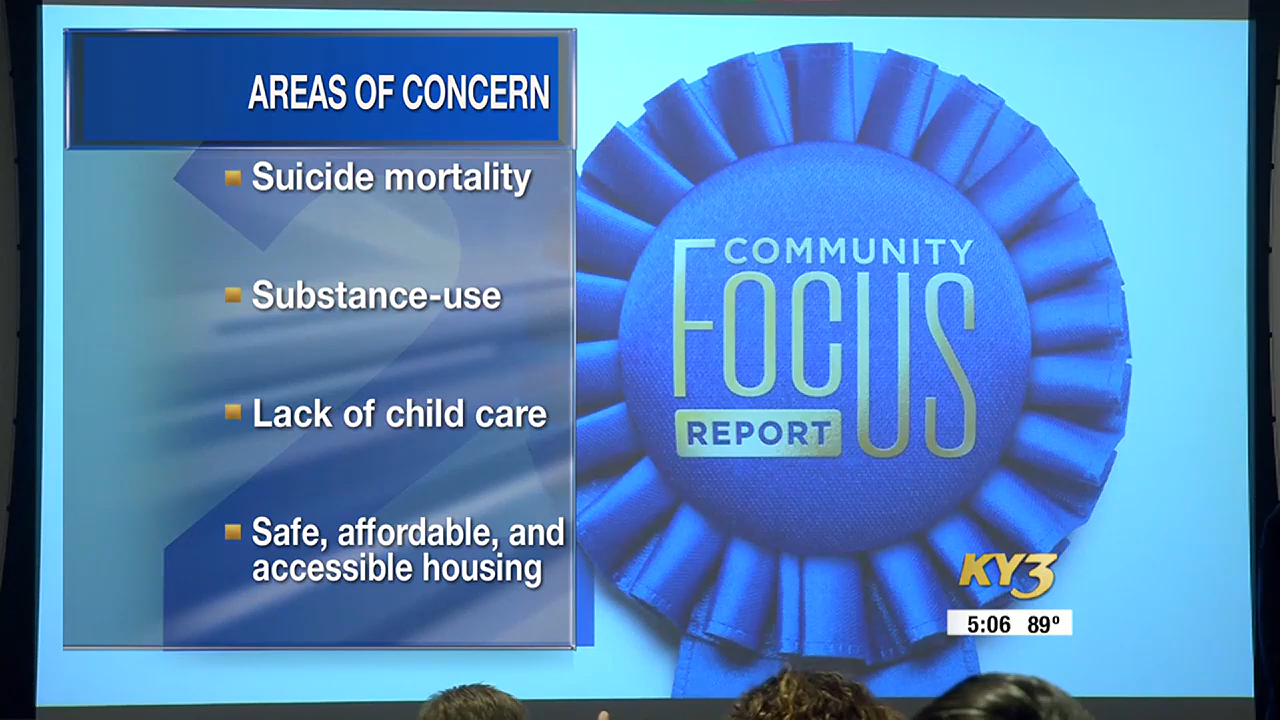 AREAS OF CONCERN
Suicide mortality
Substance-use
Lack of child care
Safe, affordable, and
accessible housing
COMMUNITY
FOCUS
REPORT
KY3
5:06 89º